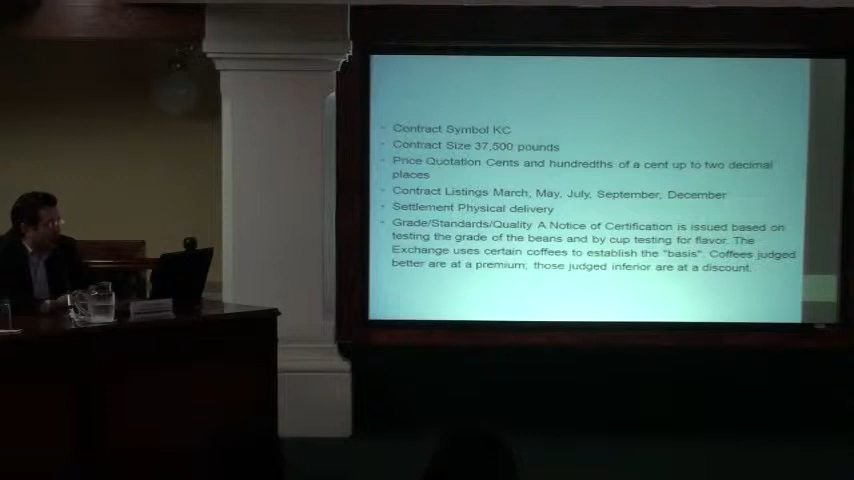 - Contract Symbol KC
- Contract Size 37,500 pounds
- Price Quotation Cents and hundredths of a cent up to two decimal
places
- Contract Listings March, May, July, September, December
- Settlement Physical delivery
- Grade/Standards/Quality A Notice of Certification is issued based on
testing the grade of the beans and by cup testing for flavor. The
Exchange uses certain coffees to establish the "basis". Coffees judged
better are at a premium; those judged inferior are at a discount.